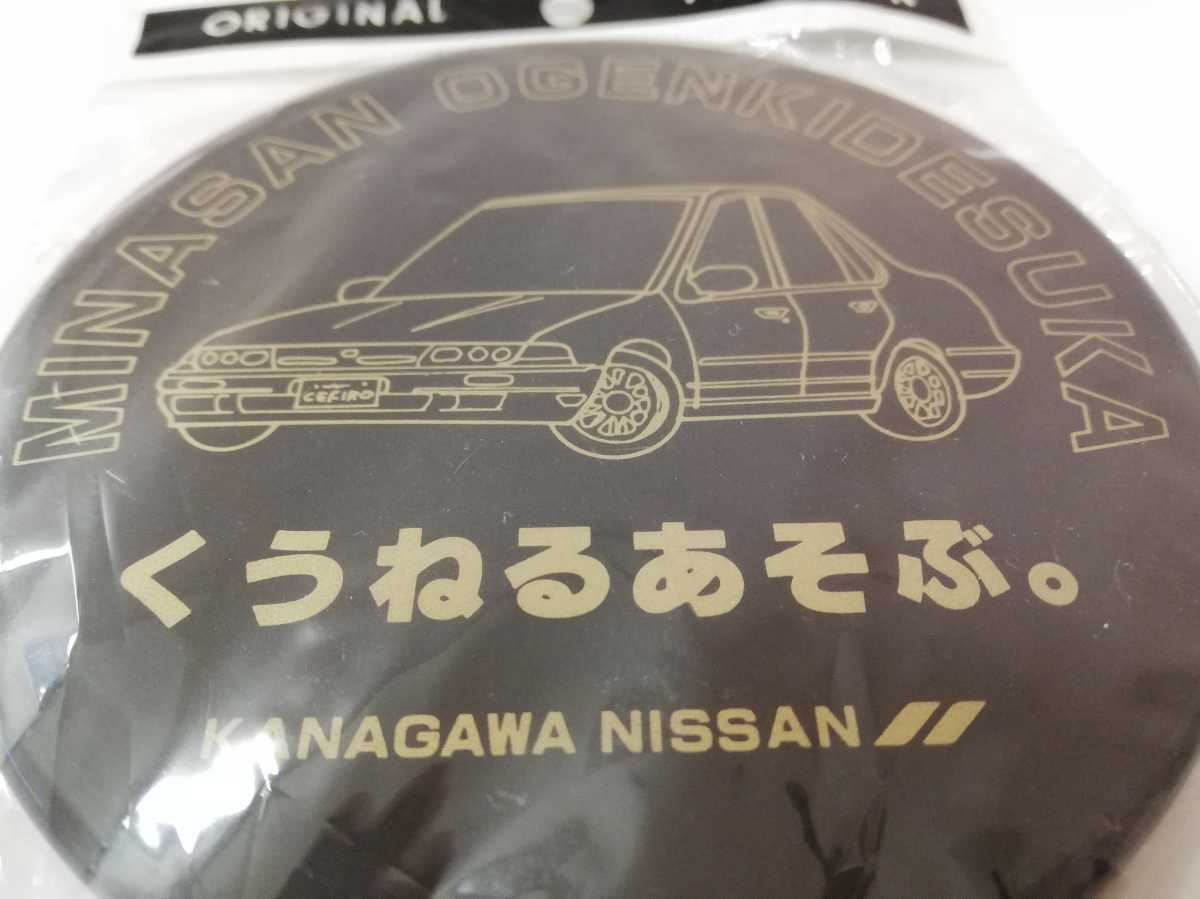 ORIGINAL
MINASAN OGENKIDESUKA
CEFIRO
くうねるあそぶ。
KANAGAWA NISSAN